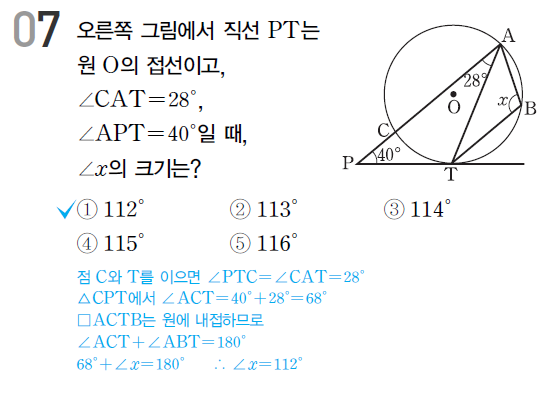 07 오른쪽 그림에서 직선 PT는
원 O의 접선이고,
∠CAT=28°,
∠APT=40°일 때,
∠x의 크기는?
A
28°
O
x
B
C
P
40°
T
① 112° ② 113° ③ 114°
④ 115° ⑤ 116°
점 C와 T를 이으면 ∠PTC=∠CAT=28°
△CPT에서 ∠ACT=40°+28°=68°
□ACTB는 원에 내접하므로
∠ACT+∠ABT=180°
68°+∠x=180° ∴ ∠x=112°